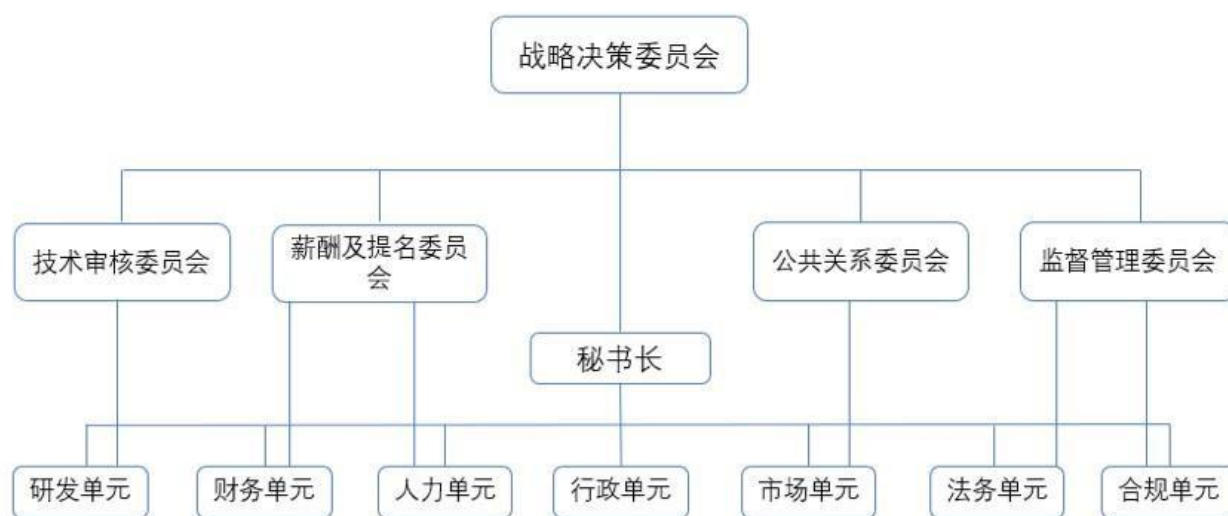 战略决策委员会
技术审核委员会
薪酬及提名委员
会
公共关系委员会
监督管理委员会
秘书长
研发单元
财务单元
人力单元
行政单元
市场单元
法务单元
合规单元